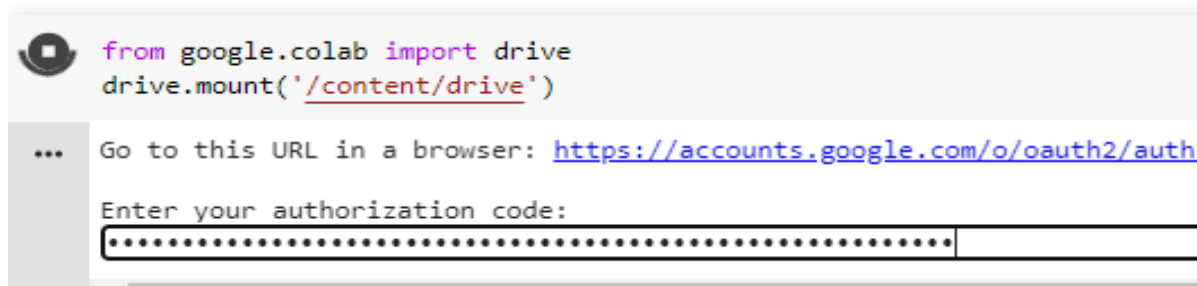 from google.colab import drive
drive.mount('/content/drive')
... Go to this URL in a browser: https://accounts.google.com/o/oauth2/auth
Enter your authorization code: